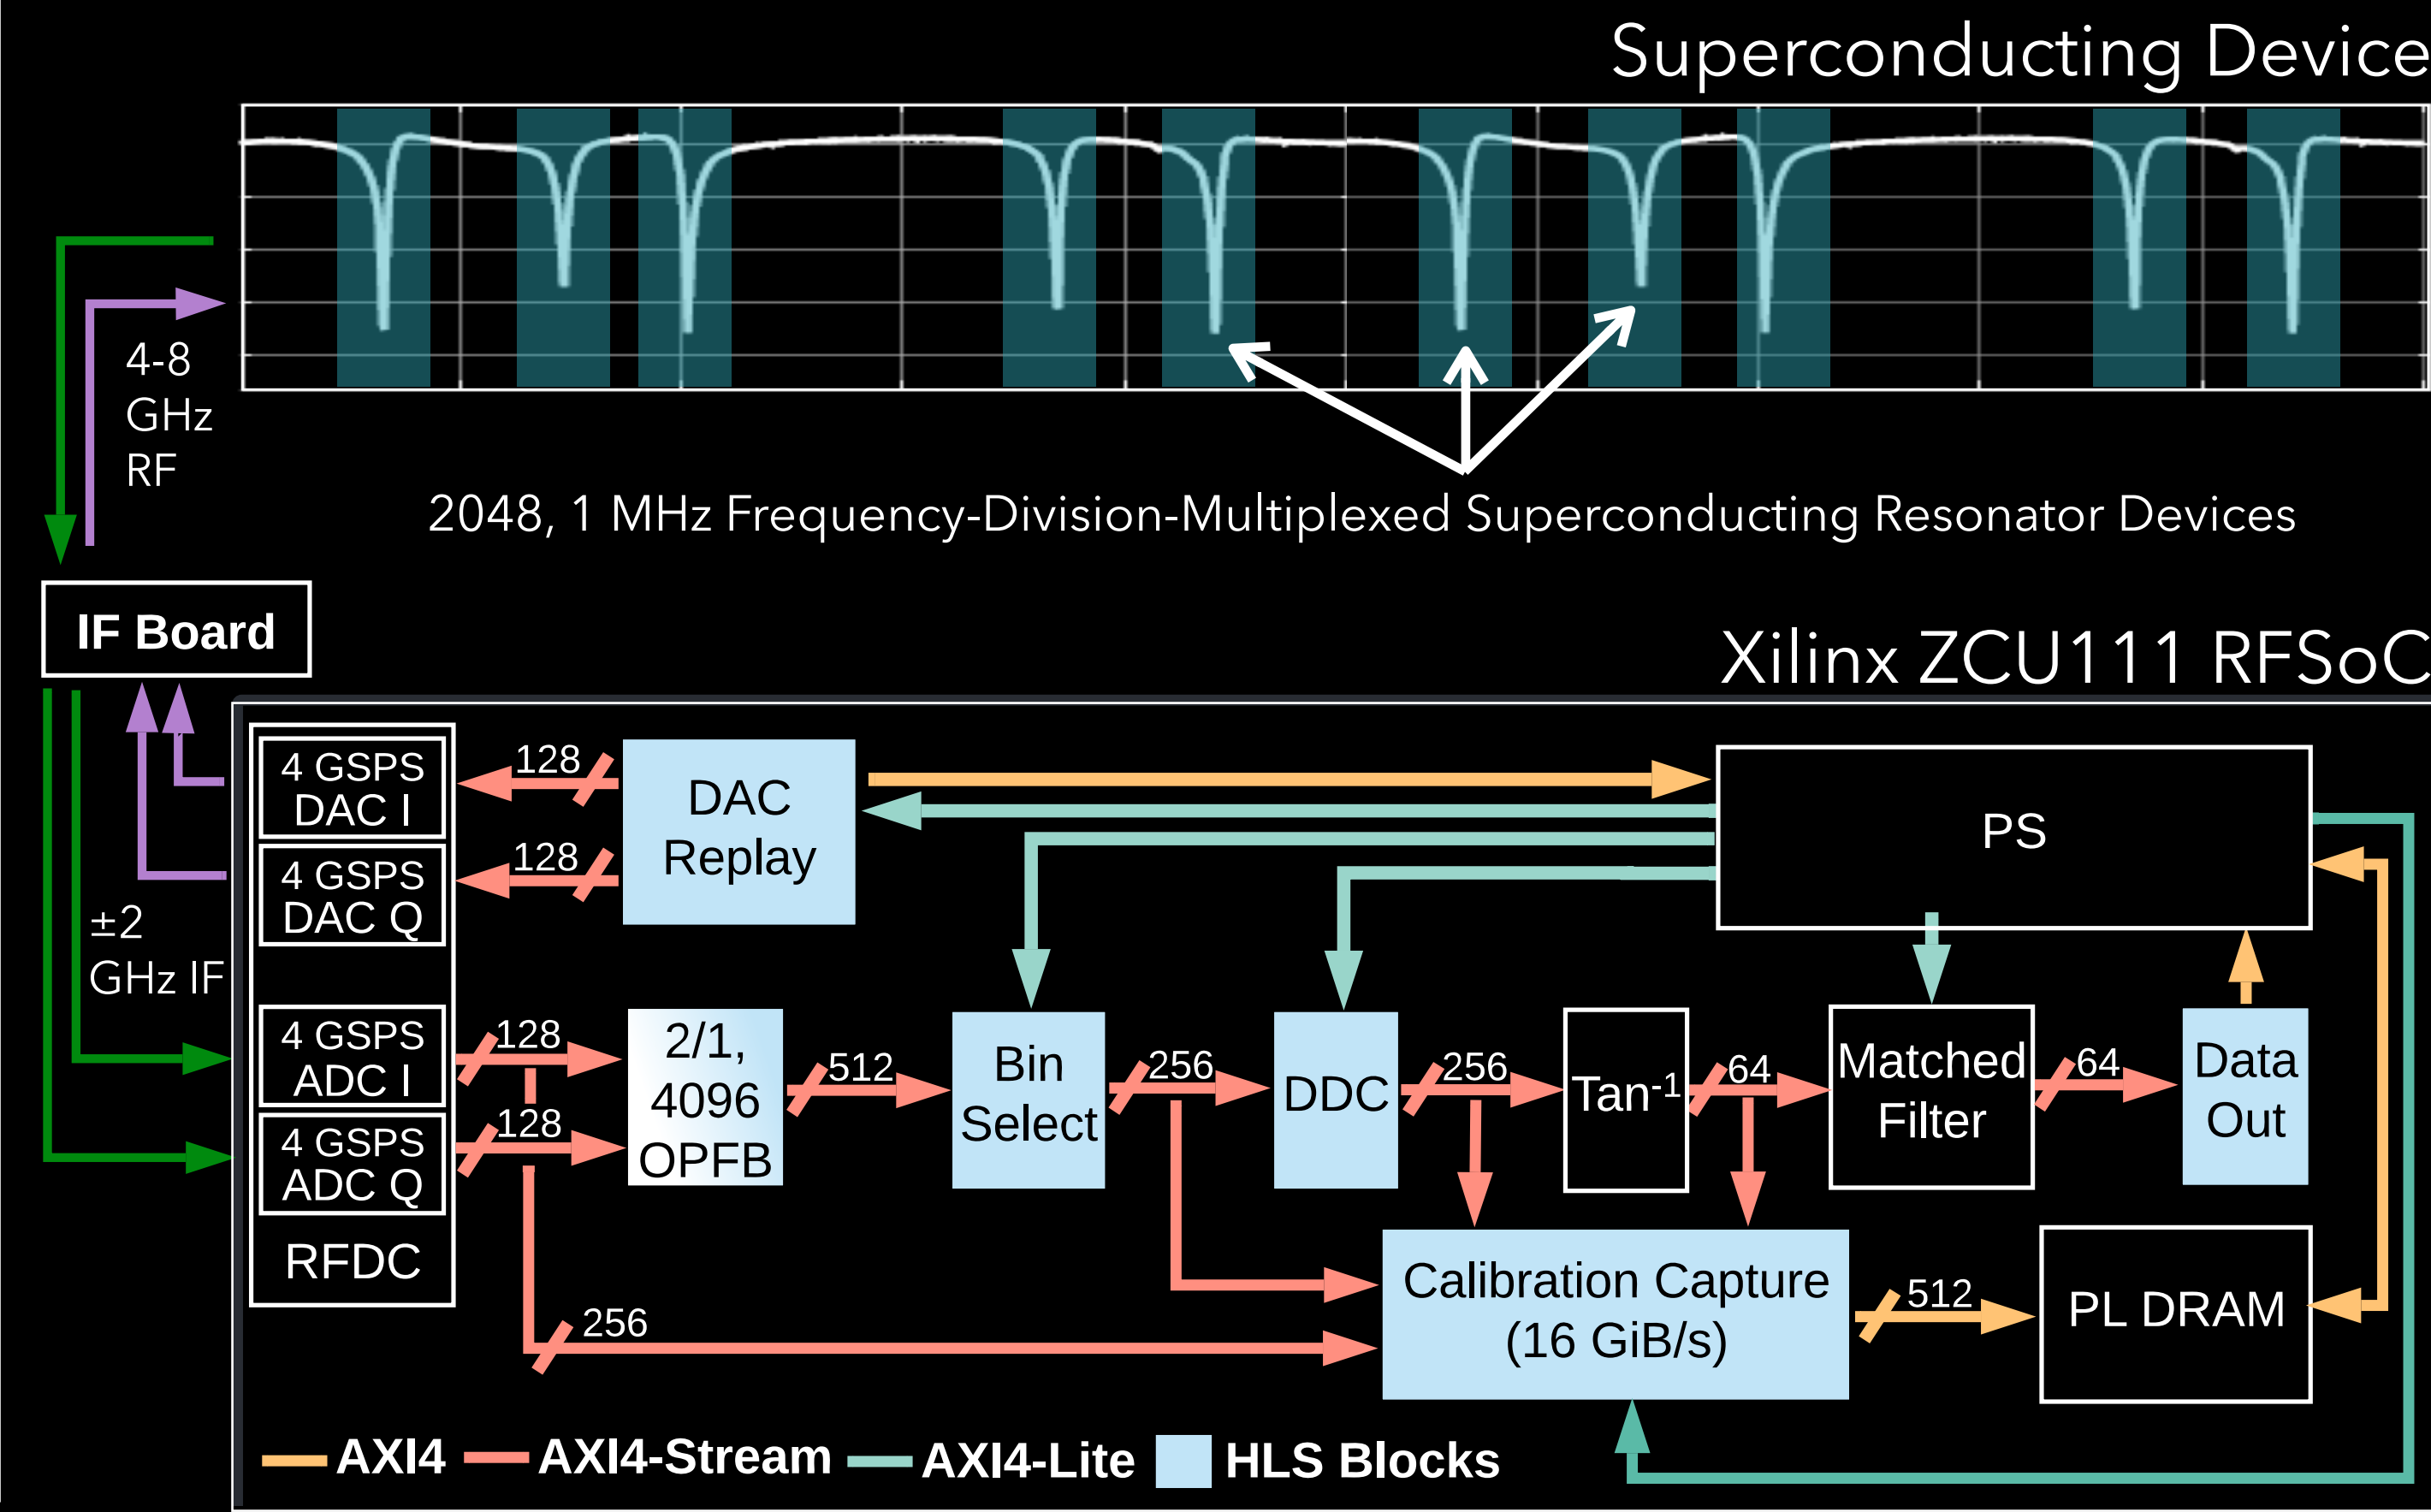 Superconducting Device
4-8
GHz
RF
2048, 1 MHz Frequency-Division-Multiplexed Superconducting Resonator Devices
IF Board
Xilinx ZCU111 RFSoC
±2
GHz IF
4 GSPS
DAC I
4 GSPS
DAC Q
4 GSPS
ADC I
4 GSPS
ADC Q
RFDC
128
128
DAC
Replay
PS
128
128
2/1,
4096
OPFB
512
Bin
Select
256
DDC
256
Tan-1
64
Matched
Filter
64
Data
Out
256
Calibration Capture
(16 GiB/s)
512
PL DRAM
AXI4
AXI4-Stream
AXI4-Lite
HLS Blocks